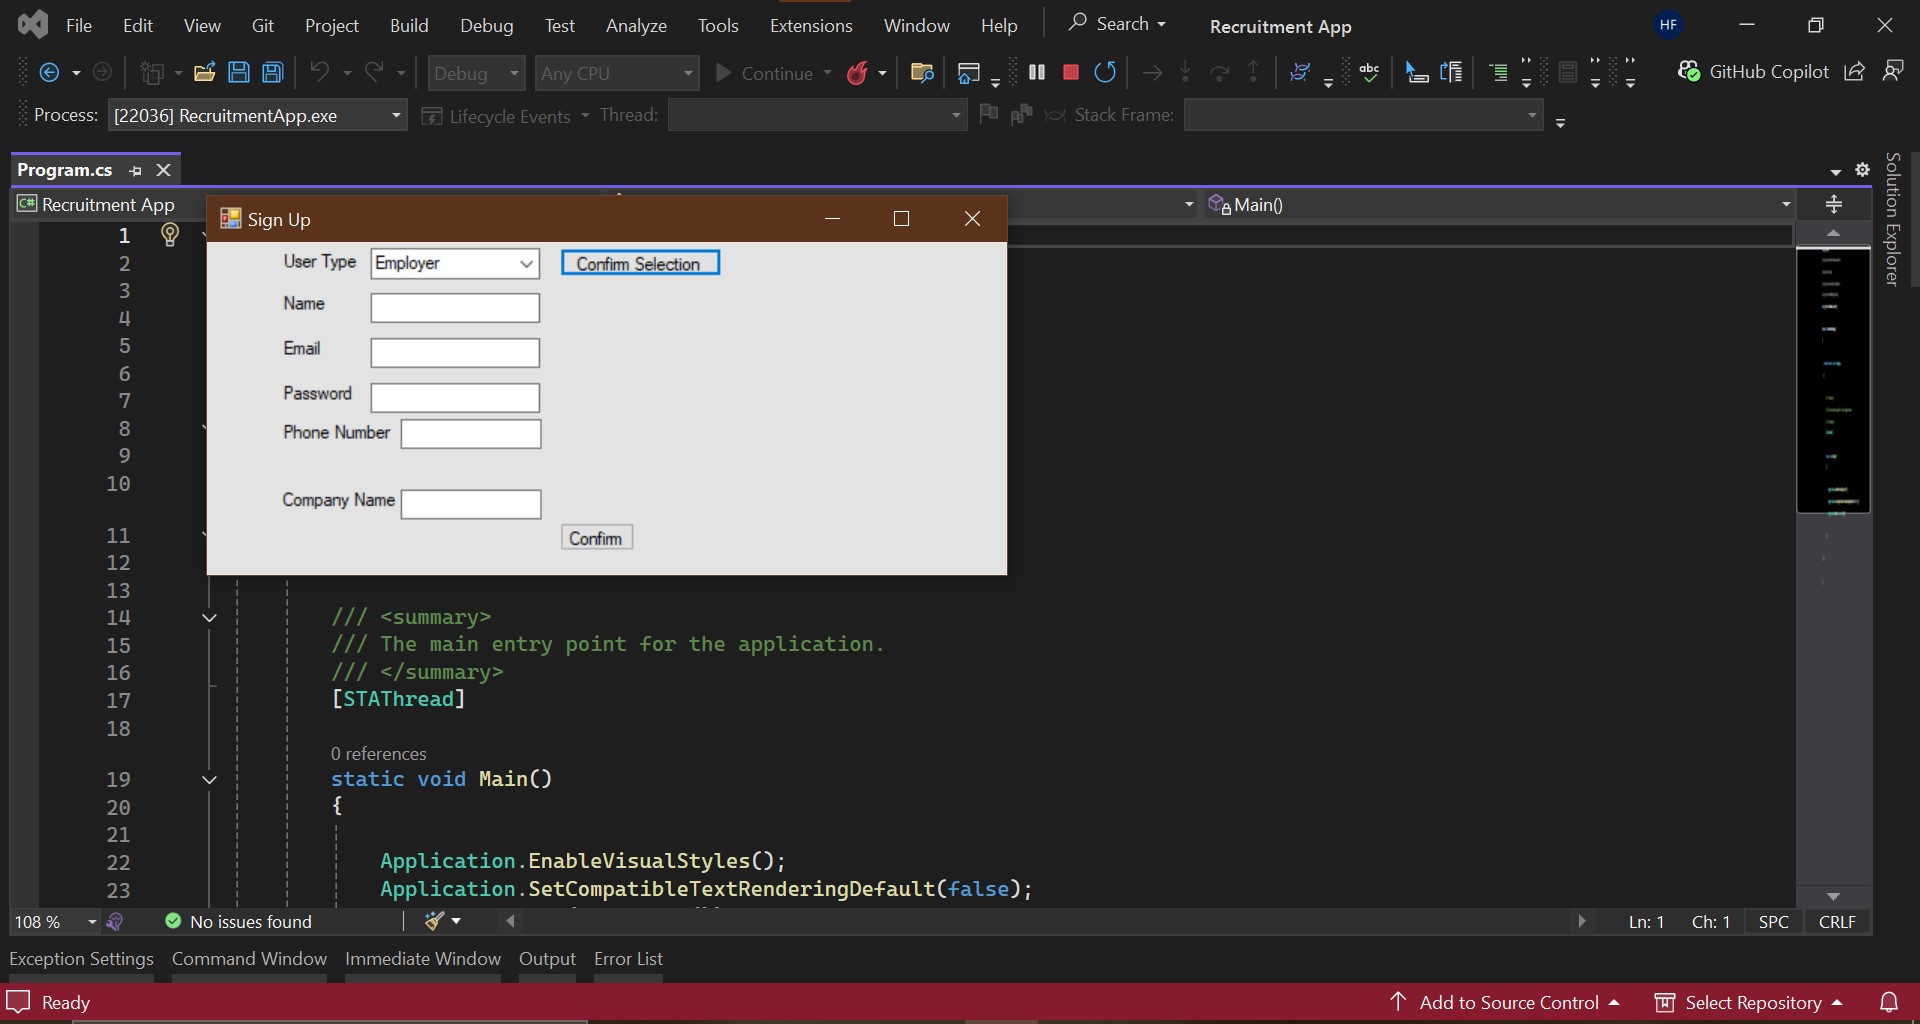 File Edit View Git Project Build Debug Test Analyze Tools Extensions Window Help Search Recruitment App HF
Debug Any CPU Continue abc GitHub Copilot
Process: [22036] RecruitmentApp.exe Lifecycle Events Thread: Stack Frame:
Program.cs
C# Recruitment App Main()
Solution Explorer
Sign Up
User Type Employer Confirm Selection
Name
Email
Password
Phone Number
Company Name
Confirm
1
2
3
4
5
6
7
8
9
10
11
12
13
14 /// <summary>
15 /// The main entry point for the application.
16 /// </summary>
17 [STAThread]
18
0 references
19 static void Main()
20 {
21
22 Application.EnableVisualStyles();
23 Application.SetCompatibleTextRenderingDefault(false);
108 % No issues found Ln: 1 Ch: 1 SPC CRLF
Exception Settings Command Window Immediate Window Output Error List
Ready Add to Source Control Select Repository